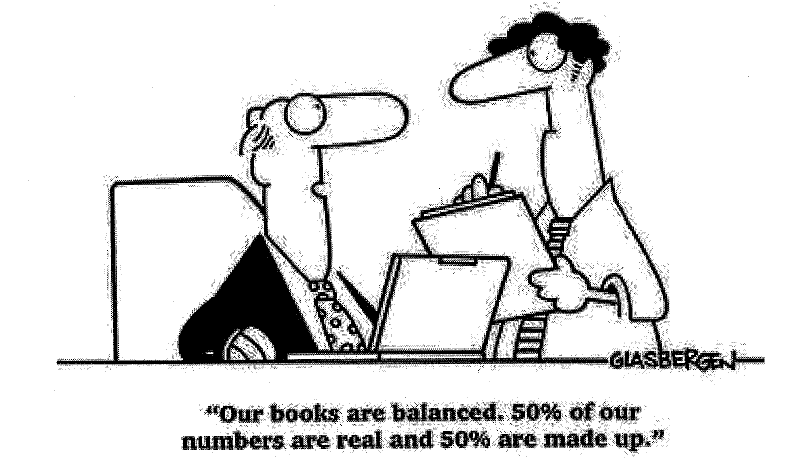 GLASBERGEN
“Our books are balanced. 50% of our
numbers are real and 50% are made up.”